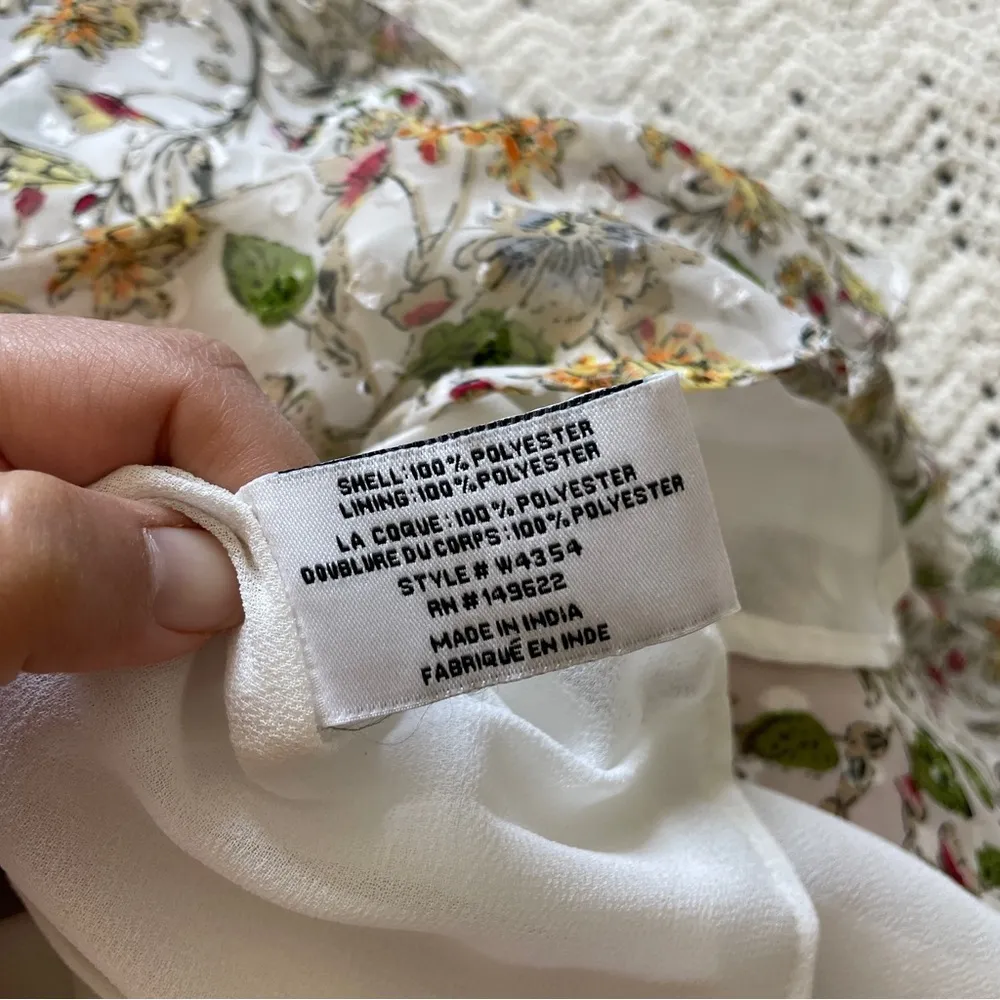 SHELL:100% POLYESTER
LINING:100%POLYESTER
LA COQUE:100%POLYESTER
DOUBLURE DU CORPS:100%POLYESTER
STYLE# W4354
RN #149622
MADE IN INDIA
FABRIQUÉ EN INDE